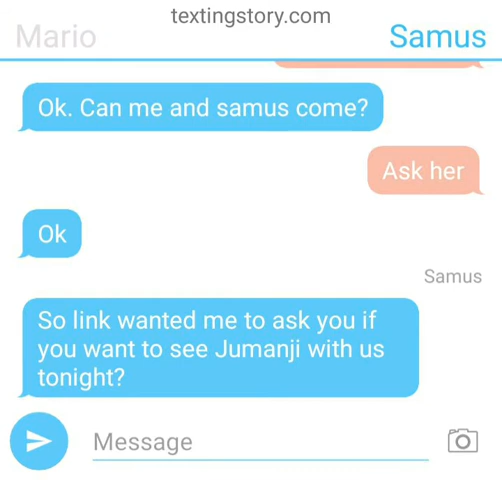 textingstory.com
Mario
Samus
Ok. Can me and samus come?
Ask her
Ok
Samus
So link wanted me to ask you if
you want to see Jumanji with us
tonight?
Message